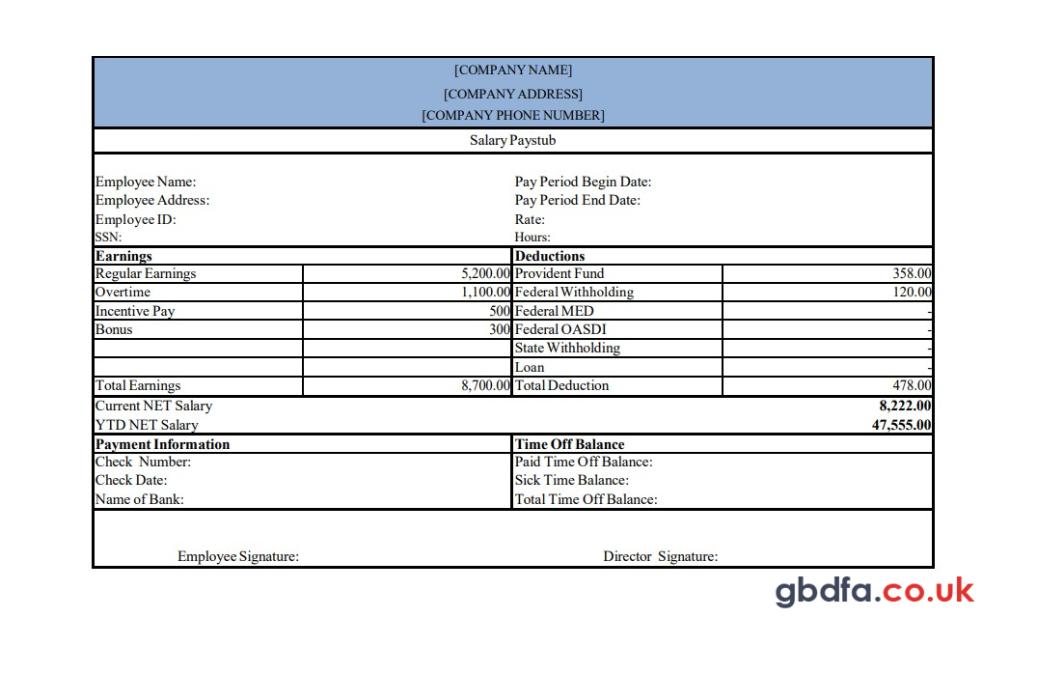 [COMPANY NAME]
[COMPANY ADDRESS]
[COMPANY PHONE NUMBER]
Salary Paystub
Employee Name: Pay Period Begin Date:
Employee Address: Pay Period End Date:
Employee ID: Rate:
SSN: Hours:
Earnings Deductions
Regular Earnings 5,200.00 Provident Fund 358.00
Overtime 1,100.00 Federal Withholding 120.00
Incentive Pay 500 Federal MED -
Bonus 300 Federal OASDI -
State Withholding -
Loan -
Total Earnings 8,700.00 Total Deduction 478.00
Current NET Salary 8,222.00
YTD NET Salary 47,555.00
Payment Information Time Off Balance
Check Number: Paid Time Off Balance:
Check Date: Sick Time Balance:
Name of Bank: Total Time Off Balance:
Employee Signature: Director Signature:
gbdfa.co.uk